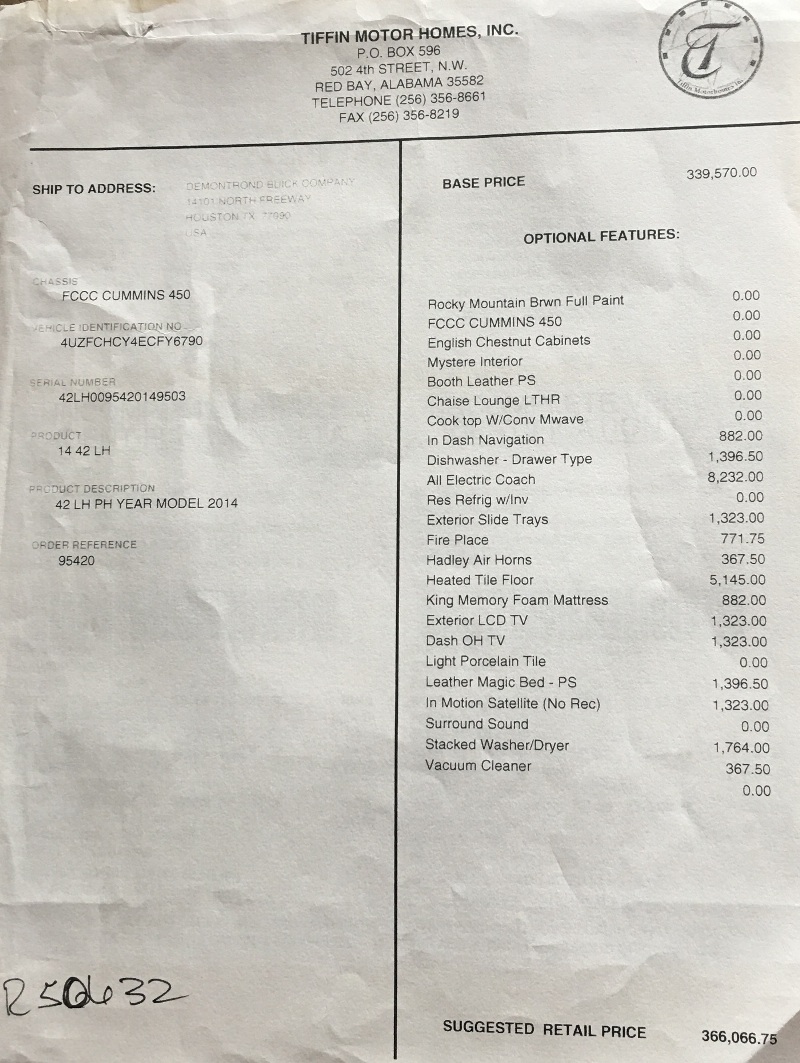 TIFFIN MOTOR HOMES, INC.
P.O. BOX 596
502 4th STREET, N.W.
RED BAY, ALABAMA 35582
TELEPHONE (256) 356-8661
FAX (256) 356-8219
Tiffin Motorhomes Inc.
SHIP TO ADDRESS: DEMONTROND BUICK COMPANY
14101 NORTH FREEWAY
HOUSTON TX 77090
USA
CHASSIS
FCCC CUMMINS 450
VEHICLE IDENTIFICATION NO
4UZFCHCY4ECFY6790
SERIAL NUMBER
42LH0095420149503
PRODUCT
14 42 LH
PRODUCT DESCRIPTION
42 LH PH YEAR MODEL 2014
ORDER REFERENCE
95420
BASE PRICE 339,570.00
OPTIONAL FEATURES:
Rocky Mountain Brwn Full Paint 0.00
FCCC CUMMINS 450 0.00
English Chestnut Cabinets 0.00
Mystere Interior 0.00
Booth Leather PS 0.00
Chaise Lounge LTHR 0.00
Cook top W/Conv Mwave 0.00
In Dash Navigation 882.00
Dishwasher - Drawer Type 1,396.50
All Electric Coach 8,232.00
Res Refrig w/Inv 0.00
Exterior Slide Trays 1,323.00
Fire Place 771.75
Hadley Air Horns 367.50
Heated Tile Floor 5,145.00
King Memory Foam Mattress 882.00
Exterior LCD TV 1,323.00
Dash OH TV 1,323.00
Light Porcelain Tile 0.00
Leather Magic Bed - PS 1,396.50
In Motion Satellite (No Rec) 1,323.00
Surround Sound 0.00
Stacked Washer/Dryer 1,764.00
Vacuum Cleaner 367.50
0.00
SUGGESTED RETAIL PRICE 366,066.75